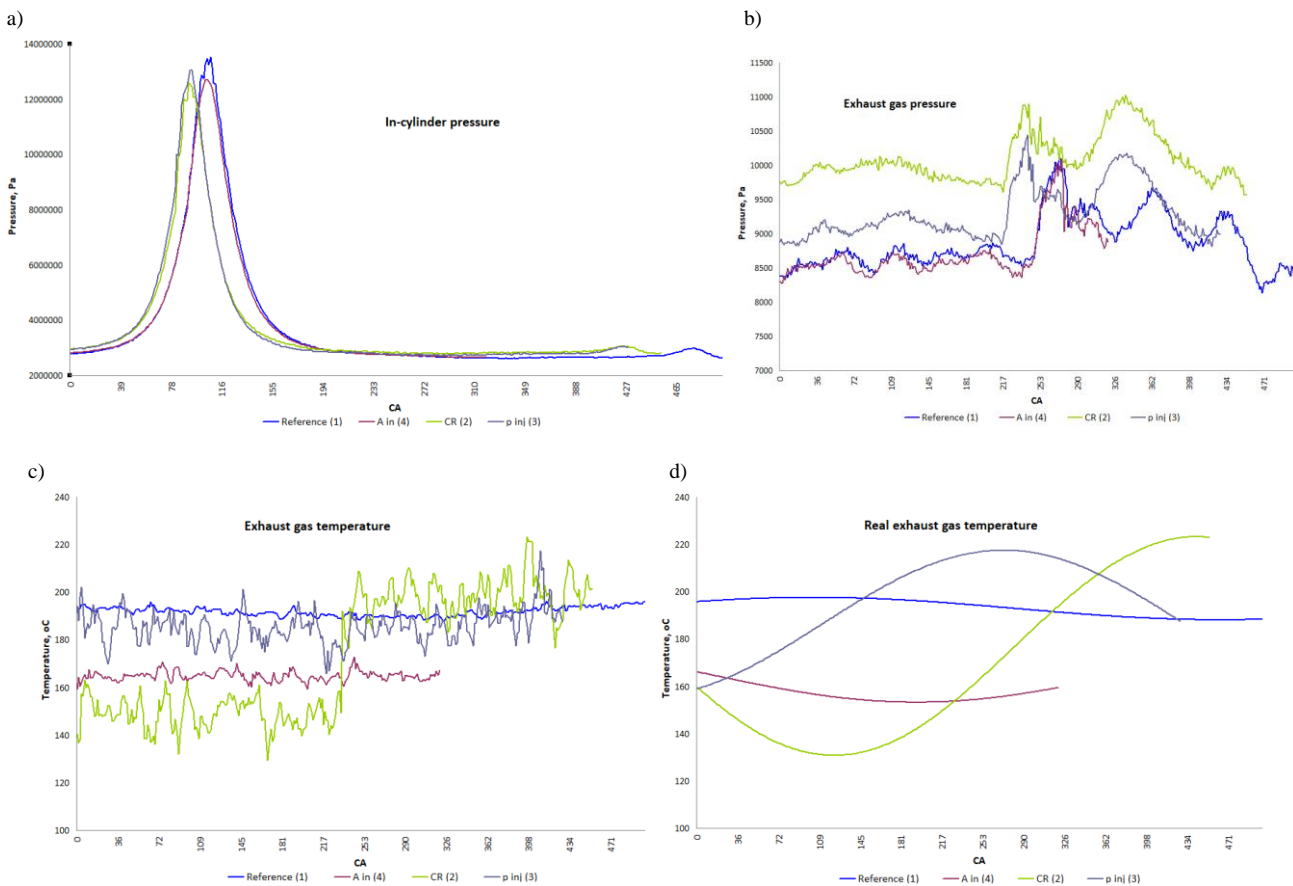 a)
14000000
12000000
10000000
8000000
6000000
4000000
2000000
Pressure, Pa
In-cylinder pressure
0 39 78 116 155 194 233 272 310 349 388 427 465
CA
Reference (1) A in (4) CR (2) p inj (3)
b)
11500
11000
10500
10000
9500
9000
8500
8000
7500
7000
Pressure, Pa
Exhaust gas pressure
0 36 72 109 145 181 217 253 290 326 362 398 434 471
CA
Reference (1) A in (4) CR (2) p inj (3)
c)
240
220
200
180
160
140
120
100
Temperature, oC
Exhaust gas temperature
0 36 72 109 145 181 217 253 290 326 362 398 434 471
CA
Reference (1) A in (4) CR (2) p inj (3)
d)
240
220
200
180
160
140
120
100
Temperature, oC
Real exhaust gas temperature
0 36 72 109 145 181 217 253 290 326 362 398 434 471
CA
Reference (1) A in (4) CR (2) p inj (3)